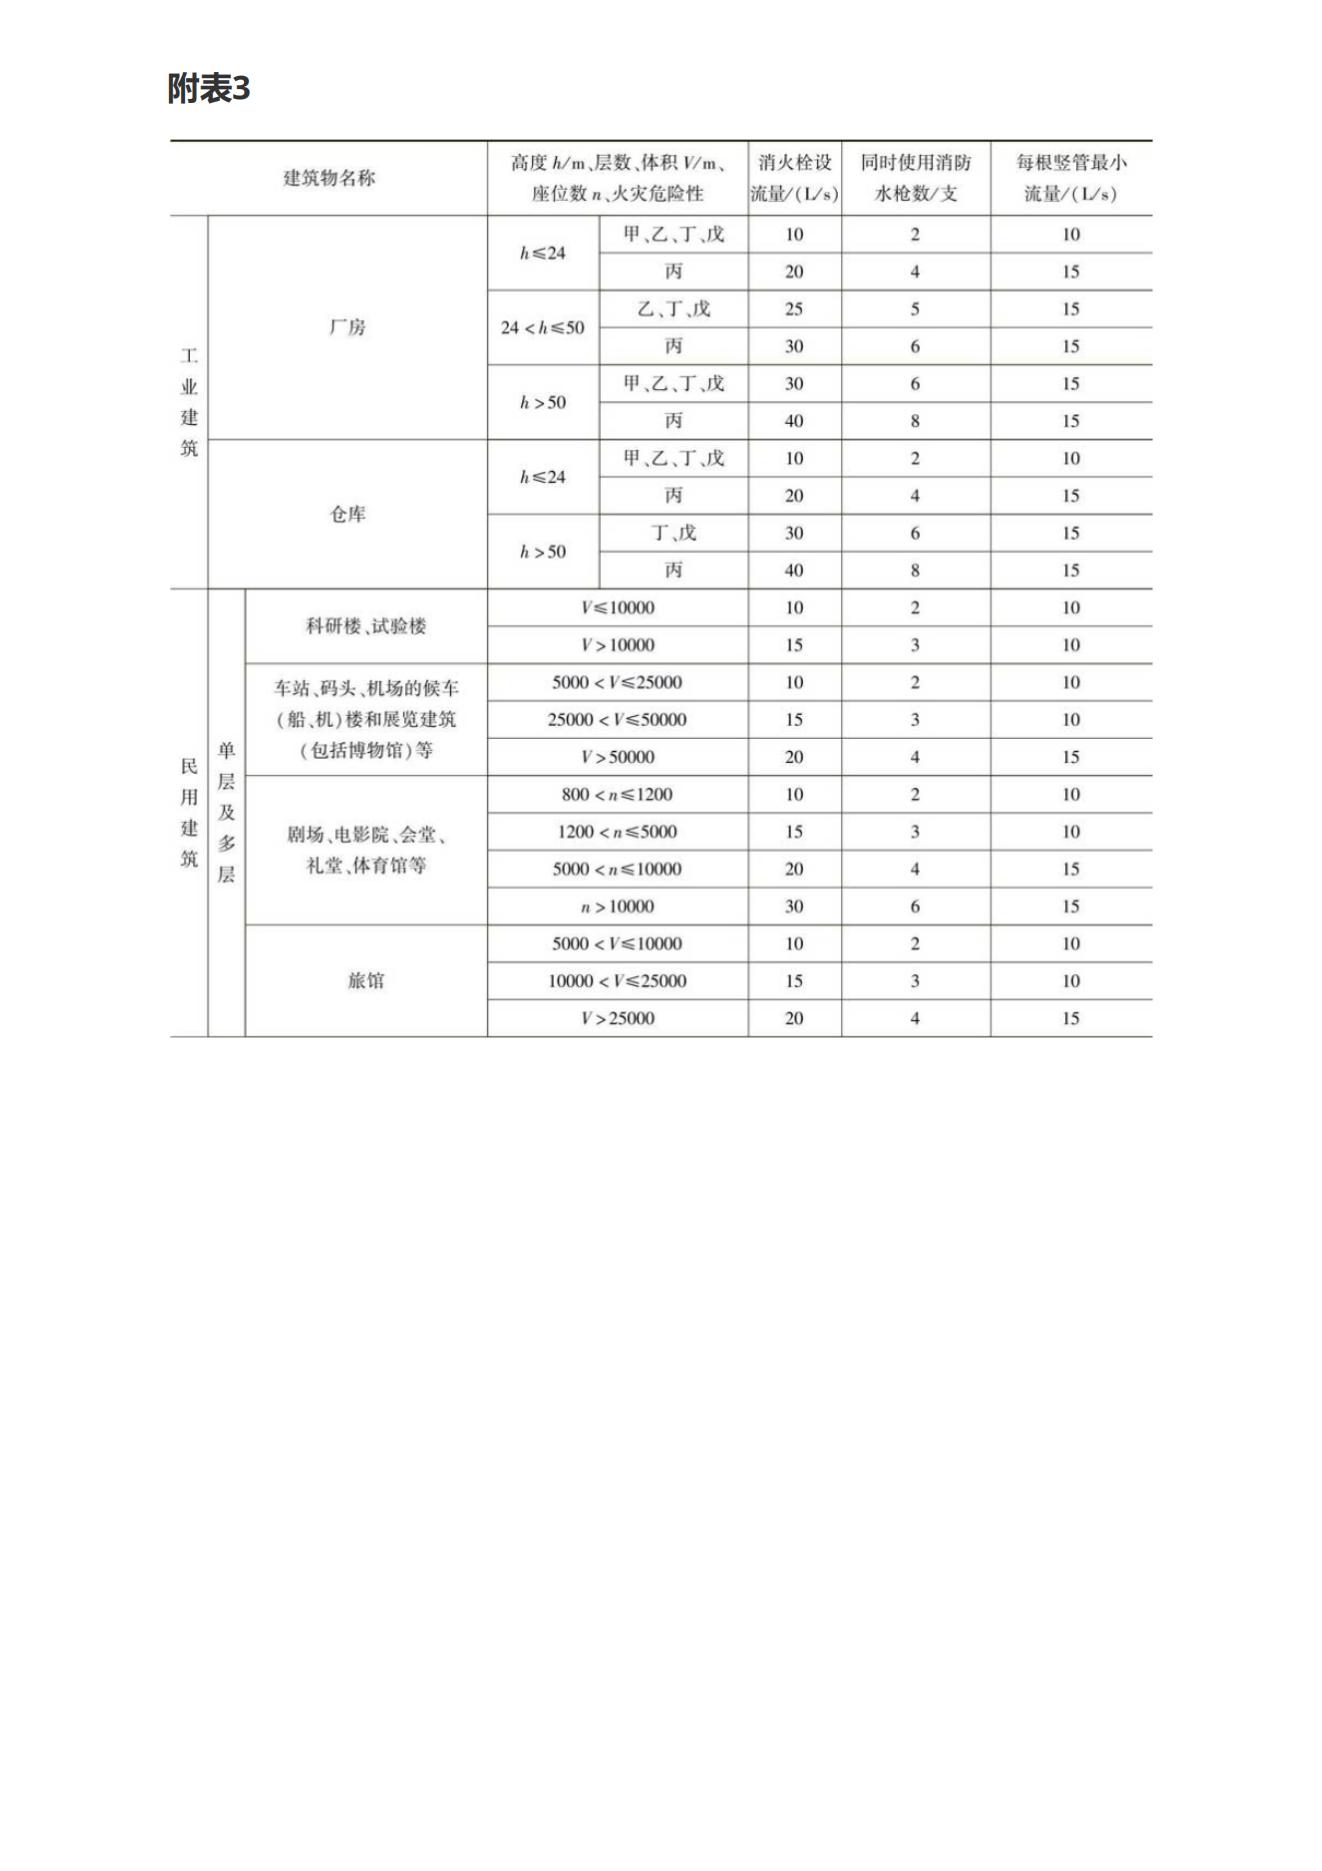 附表3
建筑物名称 高度 h/m、层数、体积 V/m、座位数 n、火灾危险性 消火栓设流量/(L/s) 同时使用消防水枪数/支 每根竖管最小流量/(L/s)
工业建筑 厂房 h≤24 甲、乙、丁、戊 10 2 10
丙 20 4 15
24<h≤50 乙、丁、戊 25 5 15
丙 30 6 15
h>50 甲、乙、丁、戊 30 6 15
丙 40 8 15
仓库 h≤24 甲、乙、丁、戊 10 2 10
丙 20 4 15
h>50 丁、戊 30 6 15
丙 40 8 15
民用建筑 单层及多层 科研楼、试验楼 V≤10000 10 2 10
V>10000 15 3 10
车站、码头、机场的候车(船、机)楼和展览建筑(包括博物馆)等 5000<V≤25000 10 2 10
25000<V≤50000 15 3 10
V>50000 20 4 15
剧场、电影院、会堂、礼堂、体育馆等 800<n≤1200 10 2 10
1200<n≤5000 15 3 10
5000<n≤10000 20 4 15
n>10000 30 6 15
旅馆 5000<V≤10000 10 2 10
10000<V≤25000 15 3 10
V>25000 20 4 15